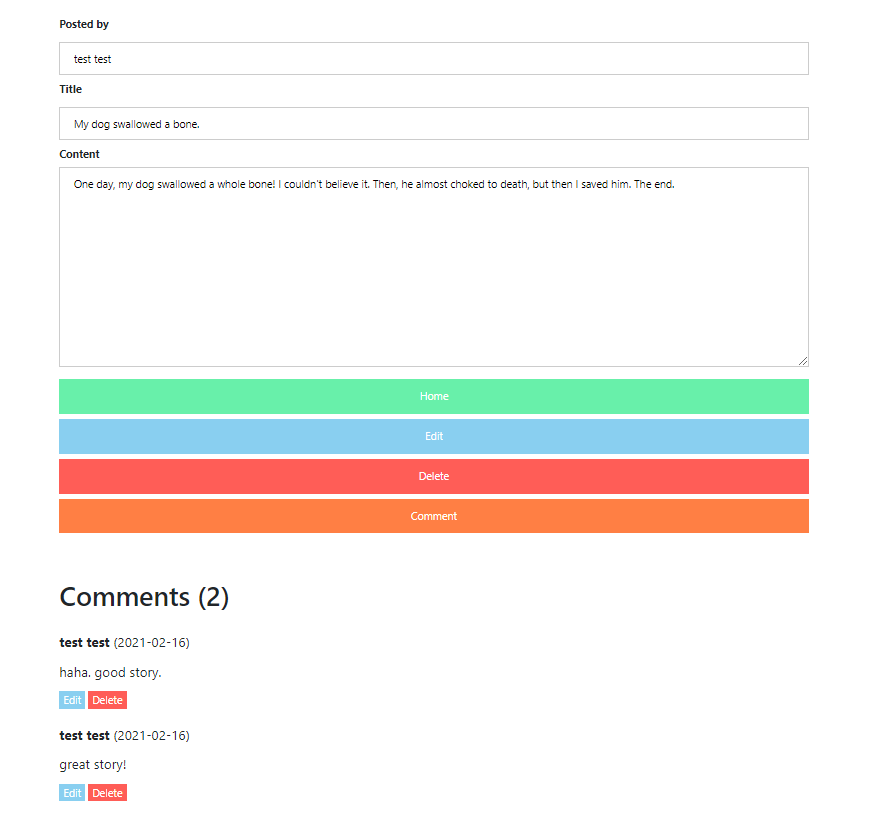 Posted by
test test
Title
My dog swallowed a bone.
Content
One day, my dog swallowed a whole bone! I couldn't believe it. Then, he almost choked to death, but then I saved him. The end.
Home
Edit
Delete
Comment
Comments (2)
test test (2021-02-16)
haha. good story.
Edit Delete
test test (2021-02-16)
great story!
Edit Delete